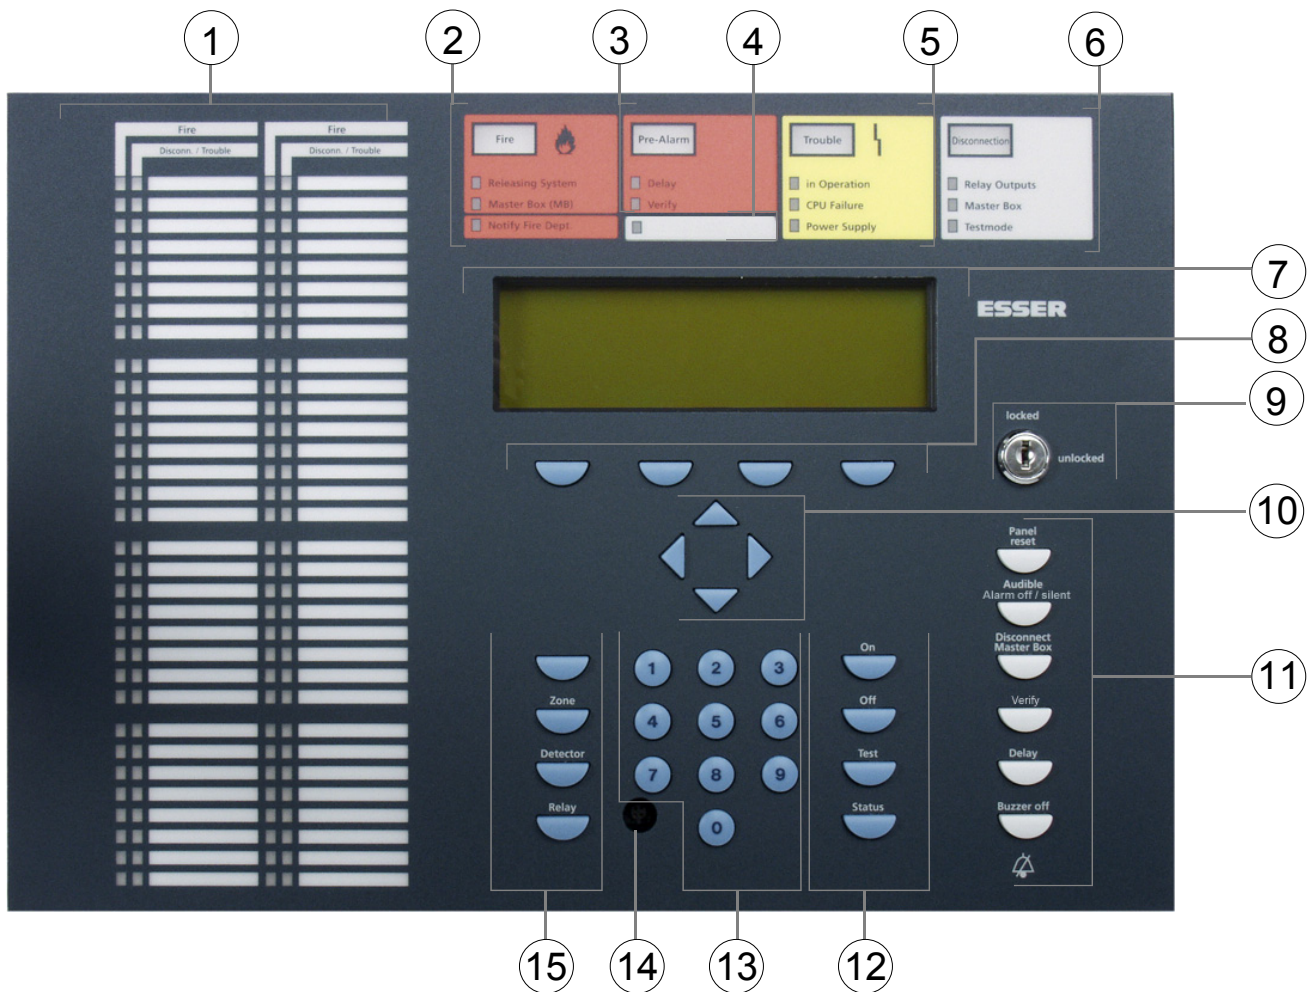 1
2
3
4
5
6
Fire
Disconn. / Trouble
Fire
Disconn. / Trouble
Fire
Releasing System
Master Box (MB)
Notify Fire Dept.
Pre-Alarm
Delay
Verify
Trouble
in Operation
CPU Failure
Power Supply
Disconnection
Relay Outputs
Master Box
Testmode
7
ESSER
8
9
locked
unlocked
10
Panel
reset
Audible
Alarm off / silent
Disconnect
Master Box
Verify
Delay
Buzzer off
11
Zone
Detector
Relay
1
2
3
4
5
6
7
8
9
0
On
Off
Test
Status
15
14
13
12